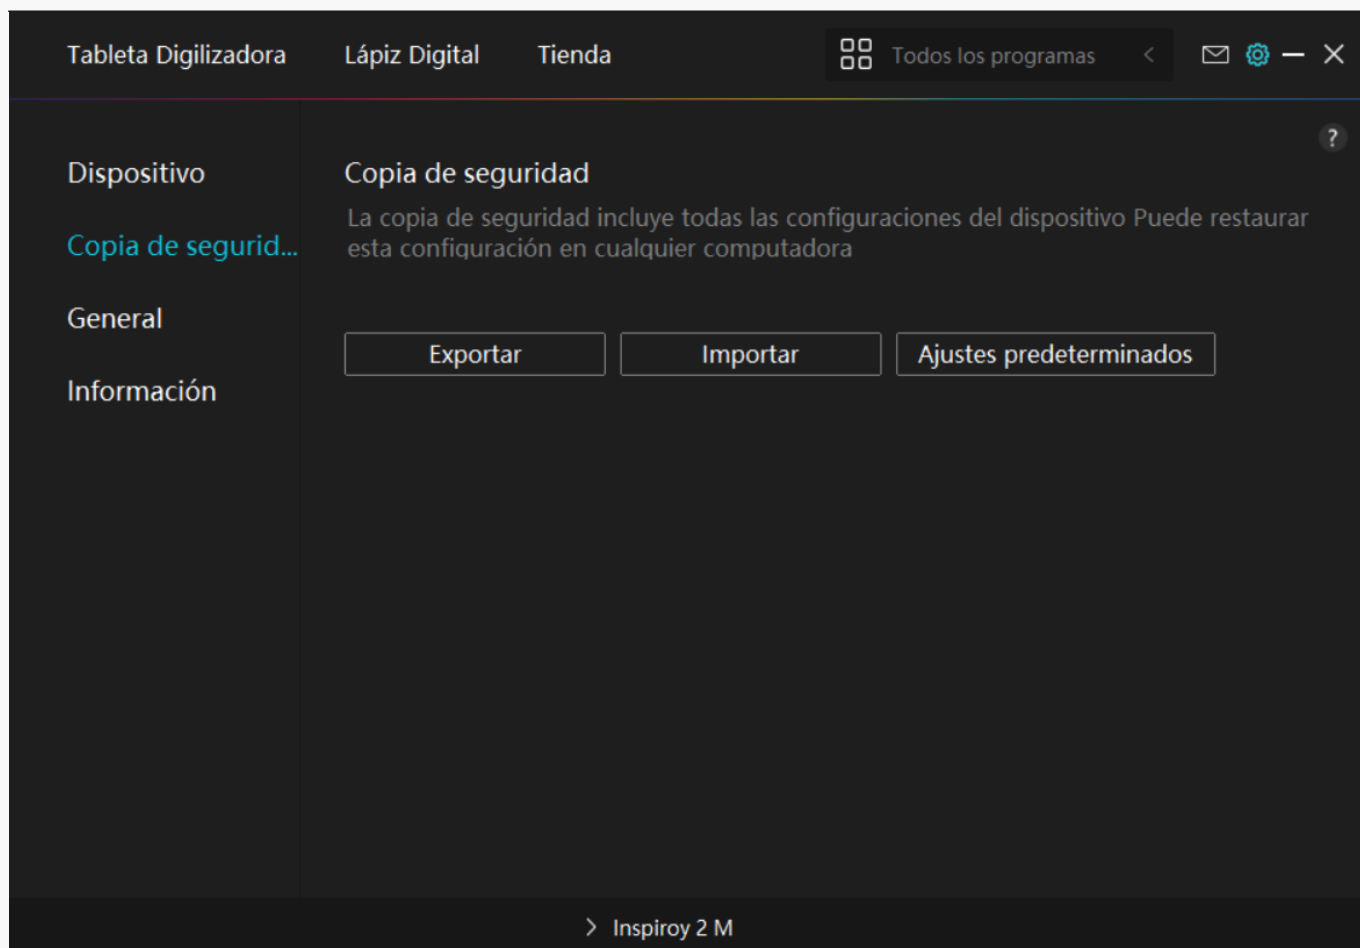 Tableta Digilizadora Lápiz Digital Tienda Todos los programas
?
Dispositivo
Copia de segurid...
General
Información
Copia de seguridad
La copia de seguridad incluye todas las configuraciones del dispositivo Puede restaurar
esta configuración en cualquier computadora
Exportar Importar Ajustes predeterminados
Inspiroy 2 M